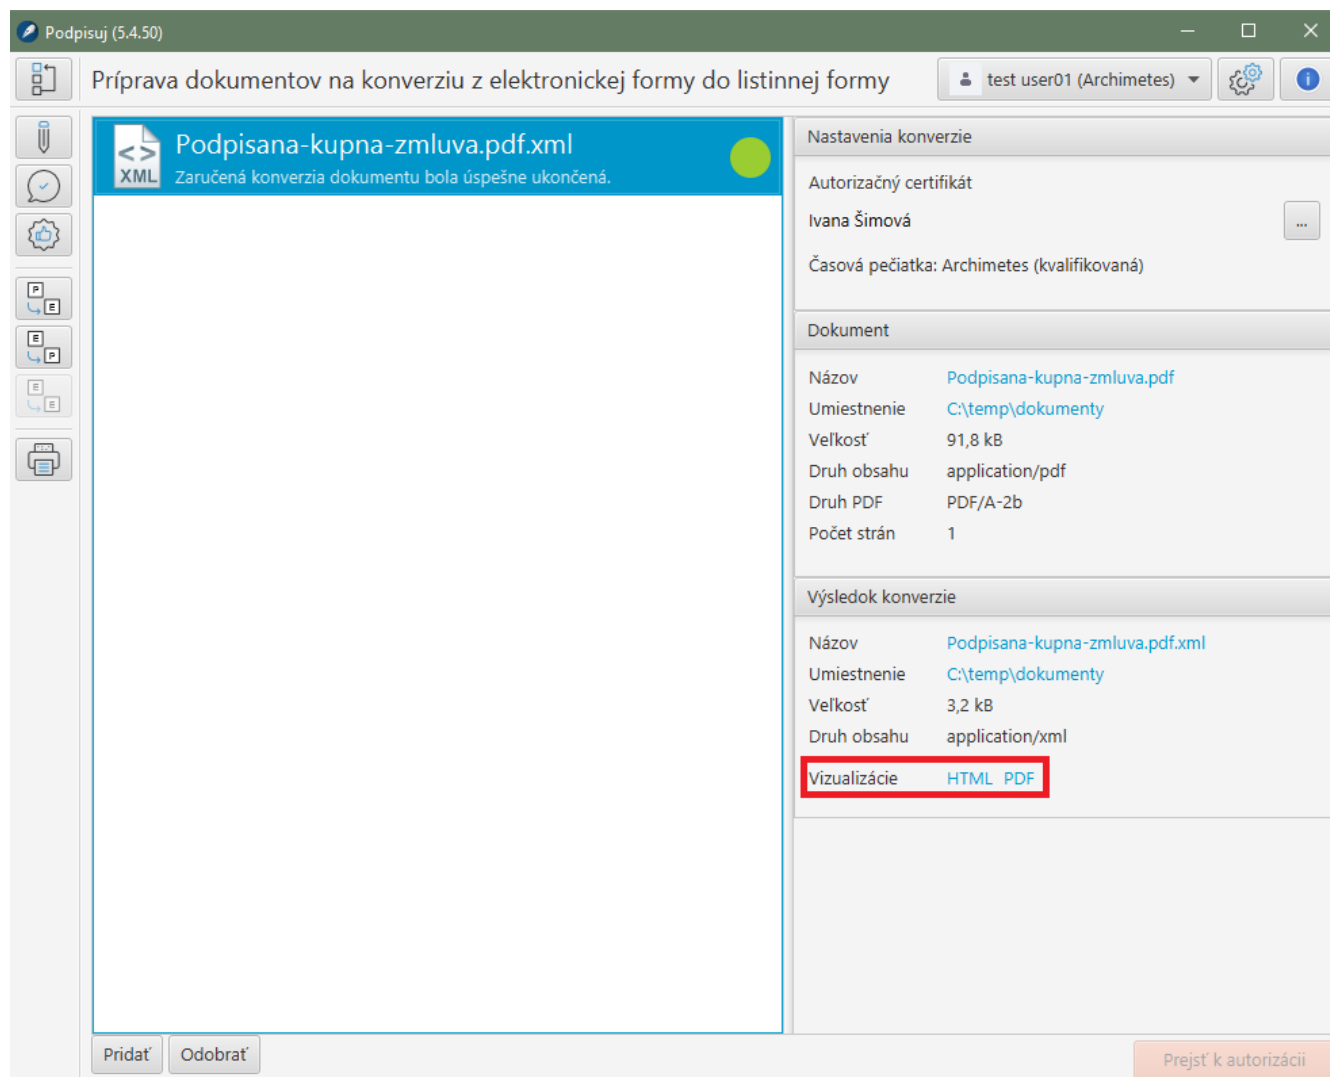 Podpisuj (5.4.50)
Príprava dokumentov na konverziu z elektronickej formy do listinnej formy
test user01 (Archimetes)
Podpisana-kupna-zmluva.pdf.xml
XML
Zaručená konverzia dokumentu bola úspešne ukončená.
P
E
E
P
E
E
Nastavenia konverzie
Autorizačný certifikát
Ivana Šimová
...
Časová pečiatka: Archimetes (kvalifikovaná)
Dokument
Názov Podpisana-kupna-zmluva.pdf
Umiestnenie C:\temp\dokumenty
Veľkosť 91,8 kB
Druh obsahu application/pdf
Druh PDF PDF/A-2b
Počet strán 1
Výsledok konverzie
Názov Podpisana-kupna-zmluva.pdf.xml
Umiestnenie C:\temp\dokumenty
Veľkosť 3,2 kB
Druh obsahu application/xml
Vizualizácie HTML PDF
Pridať Odobrať
Prejsť k autorizácii